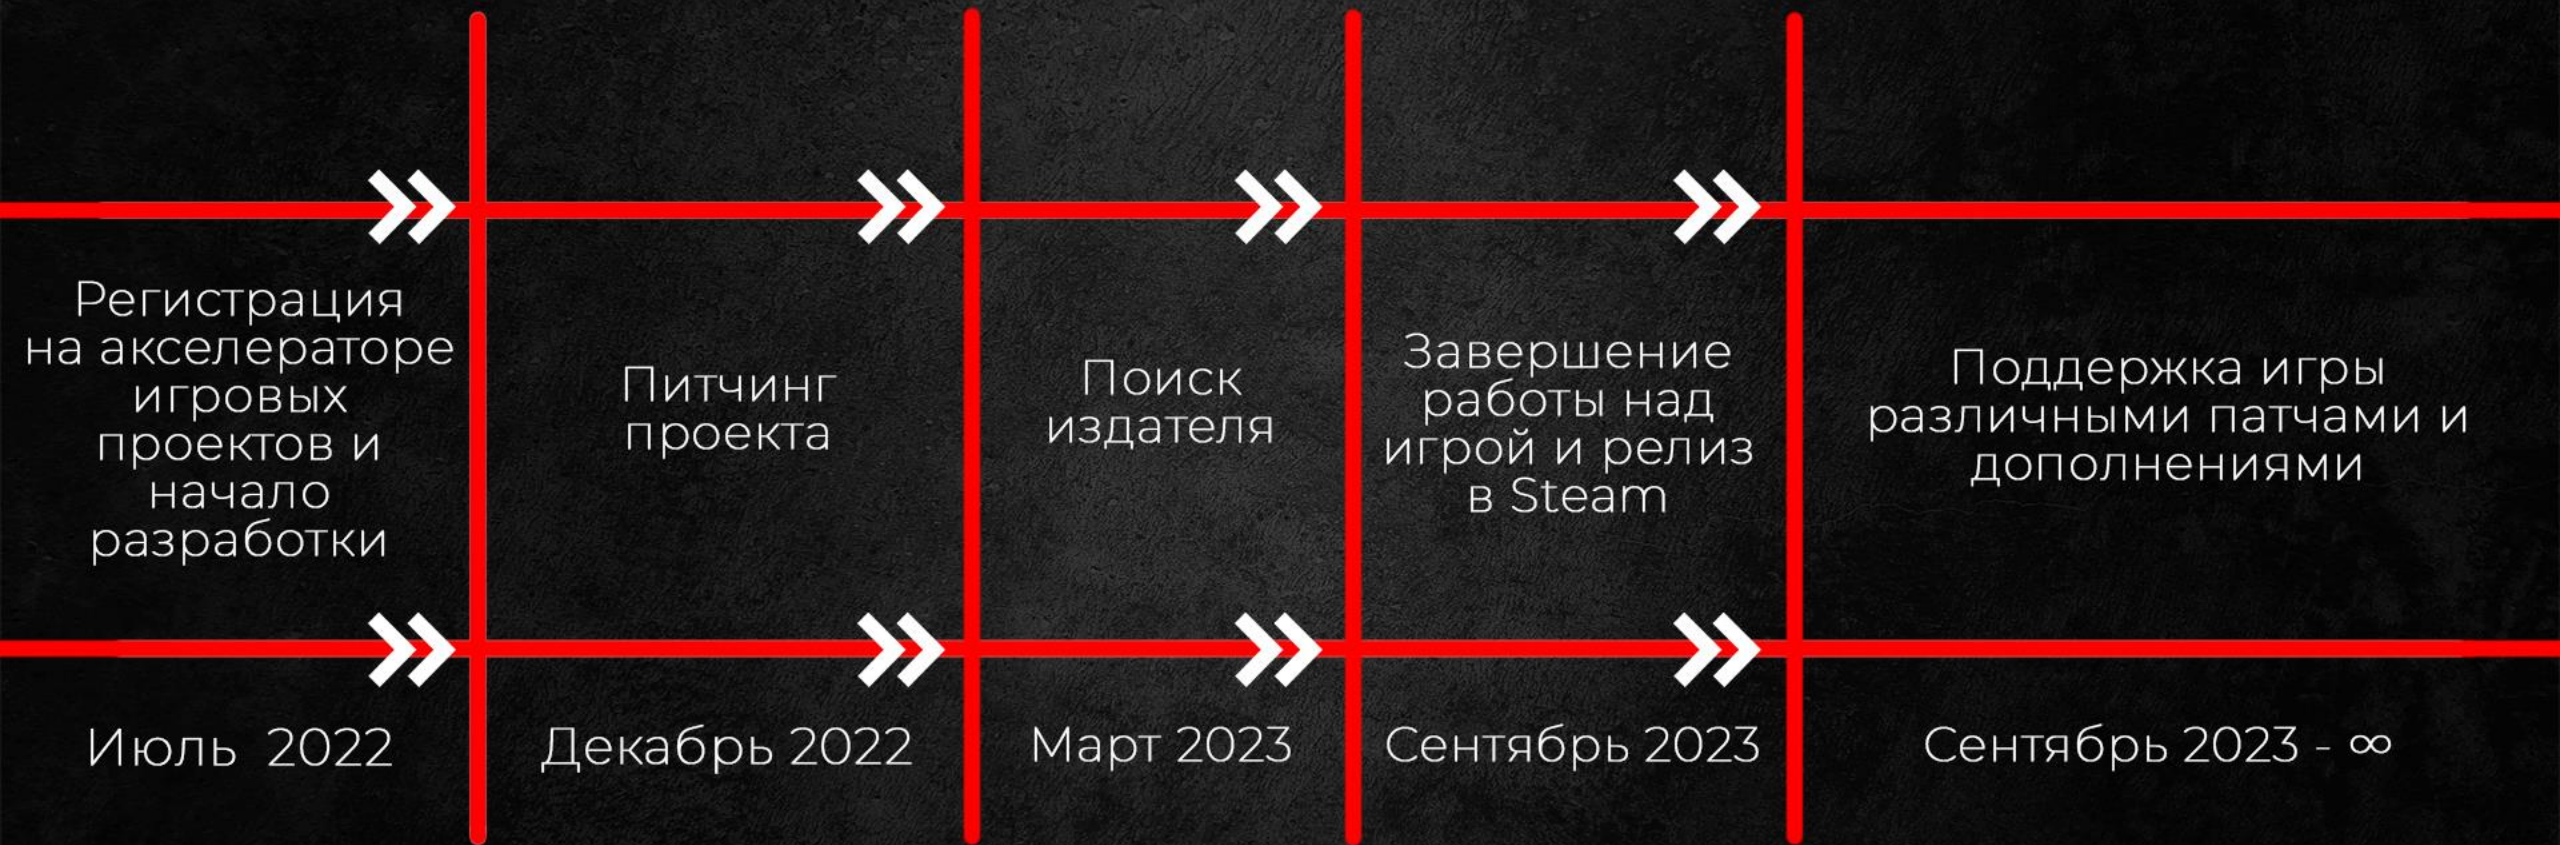 Регистрация
на акселераторе
игровых
проектов и
начало
разработки
Питчинг
проекта
Поиск
издателя
Завершение
работы над
игрой и релиз
в Steam
Поддержка игры
различными патчами и
дополнениями
Июль 2022
Декабрь 2022
Март 2023
Сентябрь 2023
Сентябрь 2023 - ∞